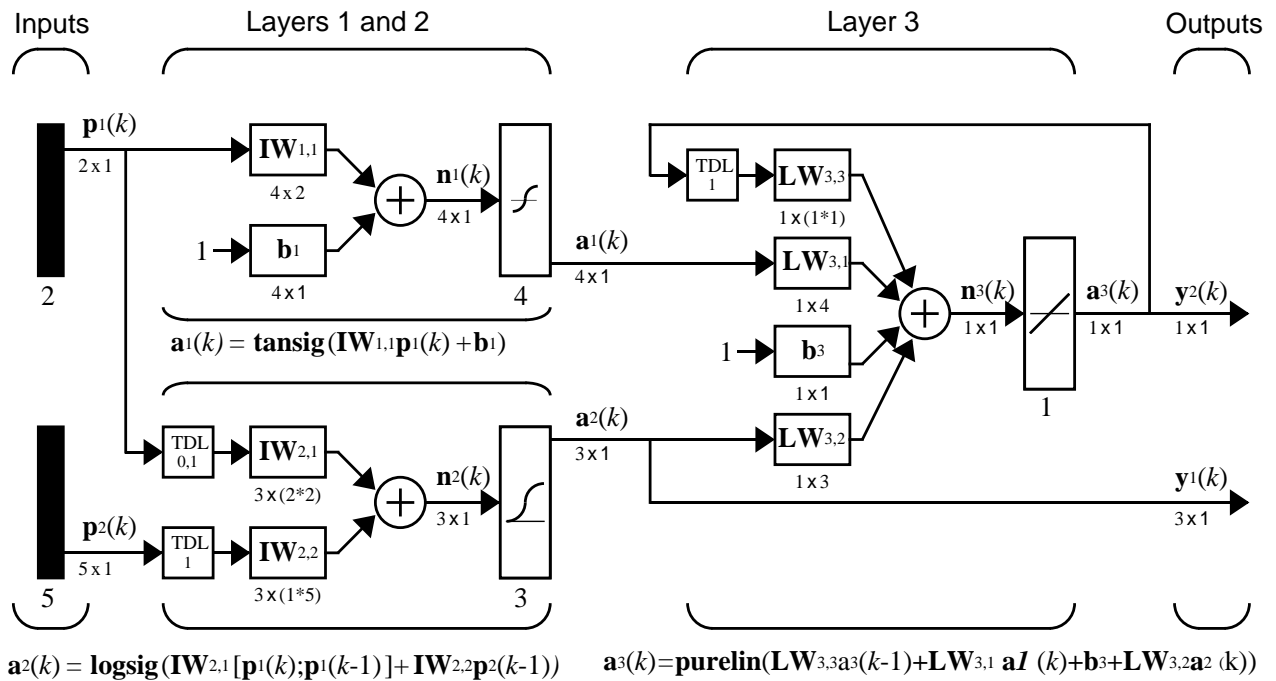 Inputs
Layers 1 and 2
Layer 3
Outputs
p1(k)
2 x 1
2
IW1,1
4 x 2
1
b1
4 x 1
n1(k)
4 x 1
4
a1(k) = tansig(IW1,1p1(k) +b1)
a1(k)
4 x 1
TDL
1
LW3,3
1 x (1*1)
LW3,1
1 x 4
1
b3
1 x 1
LW3,2
1 x 3
n3(k)
1 x 1
1
a3(k)
1 x 1
y2(k)
1 x 1
5
p2(k)
5 x 1
TDL
0,1
IW2,1
3 x (2*2)
TDL
1
IW2,2
3 x (1*5)
n2(k)
3 x 1
3
a2(k)
3 x 1
y1(k)
3 x 1
a2(k) = logsig(IW2,1[p1(k);p1(k-1)]+IW2,2p2(k-1))
a3(k)=purelin(LW3,3a3(k-1)+LW3,1 a1 (k)+b3+LW3,2a2 (k))